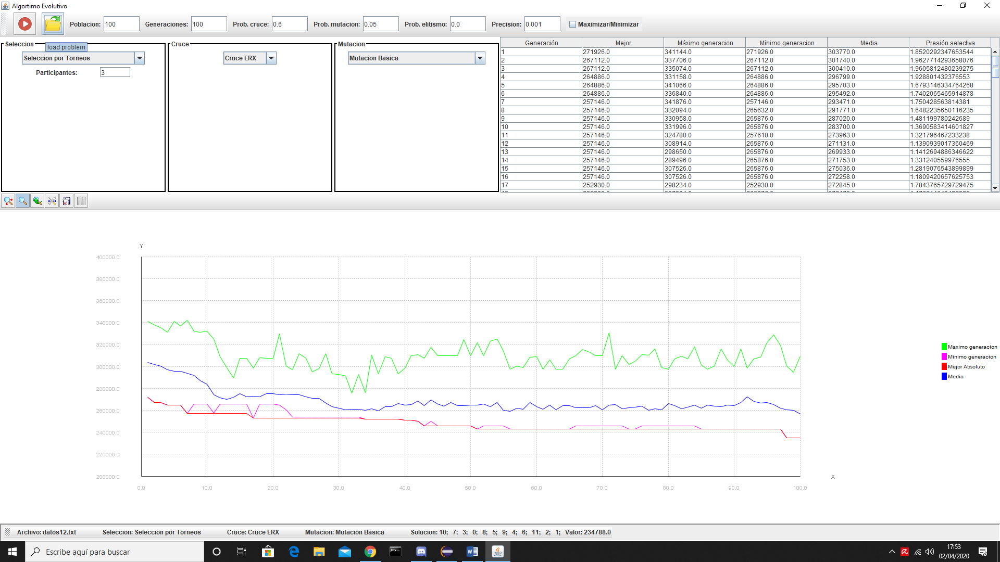 Algortimo Evolutivo
Poblacion: 100 Generaciones: 100 Prob. cruce: 0.6 Prob. mutacion: 0.05 Prob. elitismo: 0.0 Precision: 0.001 Maximizar/Minimizar
Seleccion
load problem
Seleccion por Torneos
Participantes: 3
Cruce
Cruce ERX
Mutacion
Mutacion Basica
Generación Mejor Máximo generacion Mínimo generacion Media Presión selectiva
1 271926.0 341144.0 271926.0 303770.0 1.8520292347653544
2 267112.0 337706.0 267112.0 301740.0 1.9627714293658076
3 267112.0 335074.0 267112.0 300410.0 1.9605812480239275
4 264886.0 331158.0 264886.0 296799.0 1.928801432376553
5 264886.0 341066.0 264886.0 295703.0 1.6793146334764268
6 264886.0 336840.0 264886.0 295492.0 1.7402065465914878
7 257146.0 341876.0 257146.0 293471.0 1.750428563814381
8 257146.0 332094.0 265632.0 291771.0 1.6482235650116235
9 257146.0 330958.0 265876.0 287020.0 1.481199780242689
10 257146.0 331996.0 265876.0 283700.0 1.3690583414601827
11 257146.0 324780.0 257610.0 273963.0 1.321796467233238
12 257146.0 308914.0 265876.0 271131.0 1.1390939017360469
13 257146.0 298650.0 265876.0 269933.0 1.1412694886346622
14 257146.0 289496.0 265876.0 271753.0 1.331240559976555
15 257146.0 307526.0 265876.0 275036.0 1.2819076543899899
16 257146.0 307526.0 265876.0 272258.0 1.1809420657625753
17 252930.0 298234.0 252930.0 272845.0 1.7843765729729475
Y
400000.0
380000.0
360000.0
340000.0
320000.0
300000.0
280000.0
260000.0
240000.0
220000.0
200000.0
X
0.0 10.0 20.0 30.0 40.0 50.0 60.0 70.0 80.0 90.0 100.0
Maximo generacion
Minimo generacion
Mejor Absoluto
Media
Archivo: datos12.txt Seleccion: Seleccion por Torneos Cruce: Cruce ERX Mutacion: Mutacion Basica Solucion: 10; 7; 3; 0; 8; 5; 9; 4; 6; 11; 2; 1; Valor: 234788.0
Escribe aquí para buscar
17:53
02/04/2020